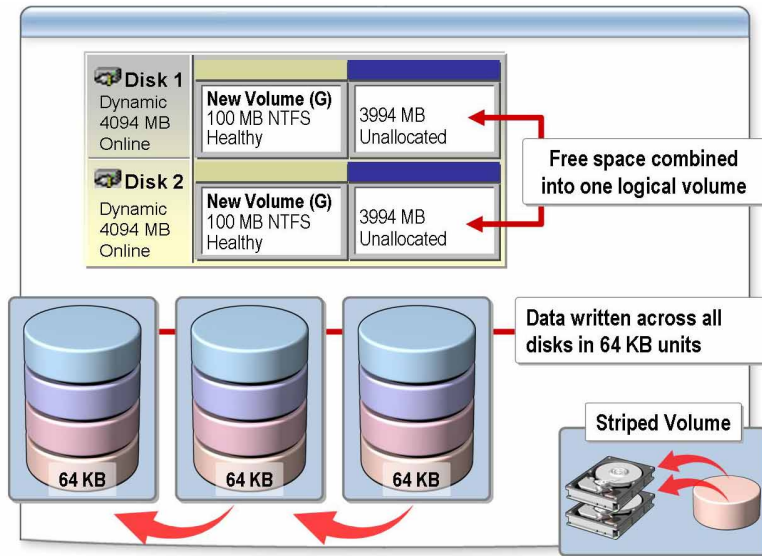 Disk 1
Dynamic
4094 MB
Online
New Volume (G)
100 MB NTFS
Healthy
3994 MB
Unallocated
Disk 2
Dynamic
4094 MB
Online
New Volume (G)
100 MB NTFS
Healthy
3994 MB
Unallocated
Free space combined
into one logical volume
64 KB
64 KB
64 KB
Data written across all
disks in 64 KB units
Striped Volume